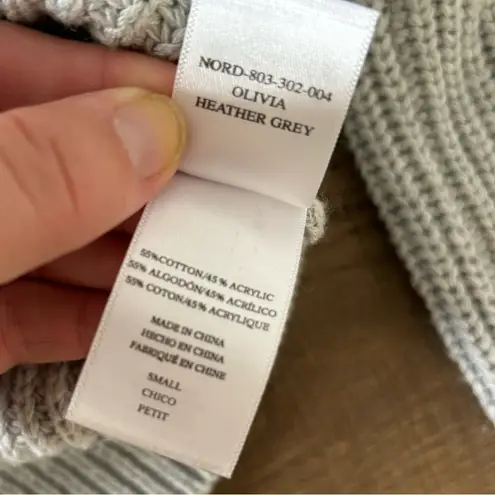 NORD-803-302-004
OLIVIA
HEATHER GREY
55%COTTON/45% ACRYLIC
55% ALGODÓN/45% ACRÍLICO
55% COTON/45% ACRYLIQUE
MADE IN CHINA
HECHO EN CHINA
FABRIQUÉ EN CHINE
SMALL
CHICO
PETIT